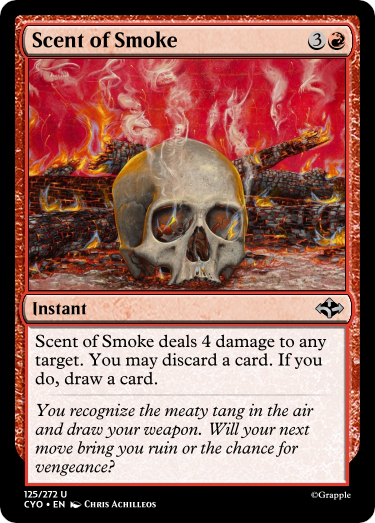 Scent of Smoke 3
Instant
Scent of Smoke deals 4 damage to any
target. You may discard a card. If you
do, draw a card.
You recognize the meaty tang in the air
and draw your weapon. Will your next
move bring you ruin or the chance for
vengeance?
125/272 U
CYO • EN Chris Achilleos
©Grapple